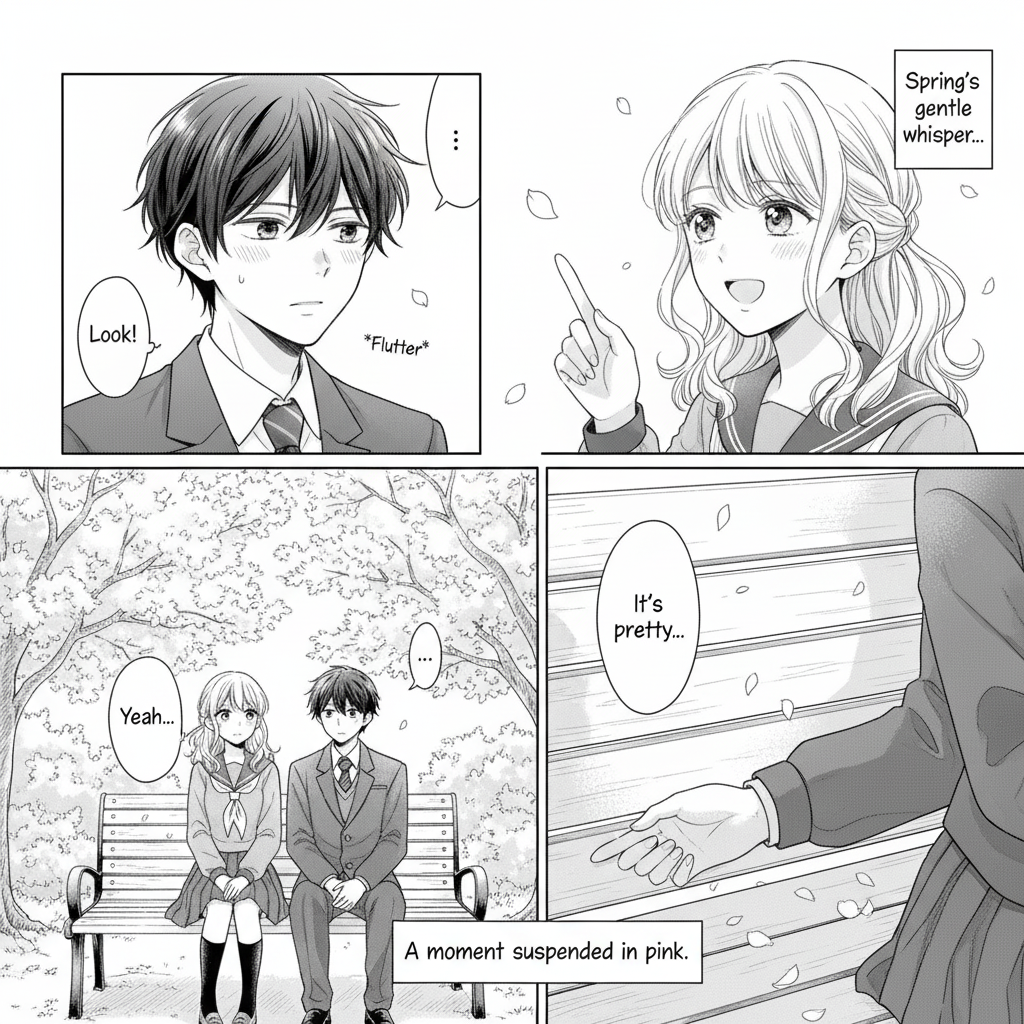 Look!
⋮
*Flutter*
Spring's
gentle
whisper...
Yeah...
...
It's
pretty...
A moment suspended in pink.